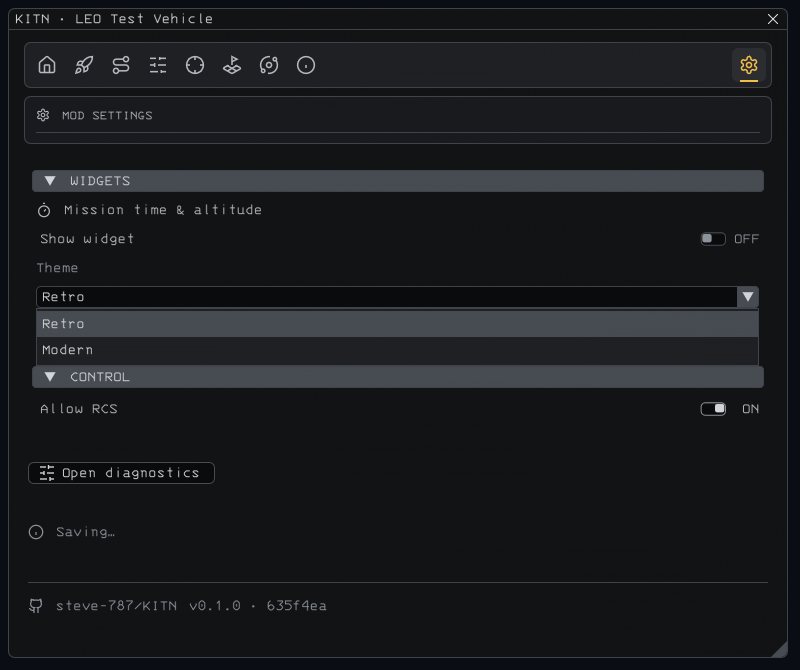 KITN · LEO Test Vehicle
MOD SETTINGS
WIDGETS
Mission time & altitude
Show widget OFF
Theme
Retro
Retro
Modern
CONTROL
Allow RCS ON
Open diagnostics
Saving…
steve-787/KITN v0.1.0 · 635f4ea